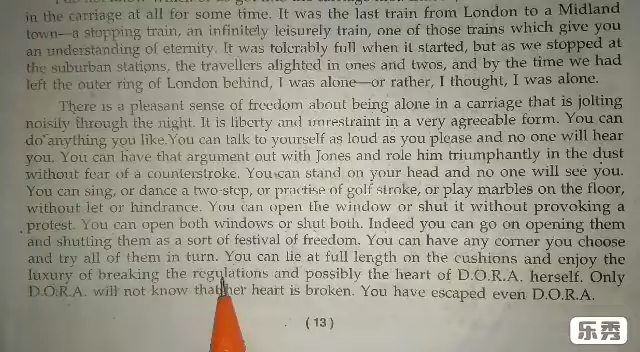 in the carriage at all for some time. It was the last train from London to a Midland
town—a stopping train, an infinitely leisurely train, one of those trains which give you
an understanding of eternity. It was tolerably full when it started, but as we stopped at
the suburban stations, the travellers alighted in ones and twos, and by the time we had
left the outer ring of London behind, I was alone—or rather, I thought, I was alone.
There is a pleasant sense of freedom about being alone in a carriage that is jolting
noisily through the night. It is liberty and unrestraint in a very agreeable form. You can
do anything you like. You can talk to yourself as loud as you please and no one will hear
you. You can have that argument out with Jones and role him triumphantly in the dust
without fear of a counterstroke. You can stand on your head and no one will see you.
You can sing, or dance a two-step, or practise of golf stroke, or play marbles on the floor,
without let or hindrance. You can open the window or shut it without provoking a
protest. You can open both windows or shut both. Indeed you can go on opening them
and shutting them as a sort of festival of freedom. You can have any corner you choose
and try all of them in turn. You can lie at full length on the cushions and enjoy the
luxury of breaking the regulations and possibly the heart of D.O.R.A. herself. Only
D.O.R.A. will not know that her heart is broken. You have escaped even D.O.R.A.
(13)
乐秀